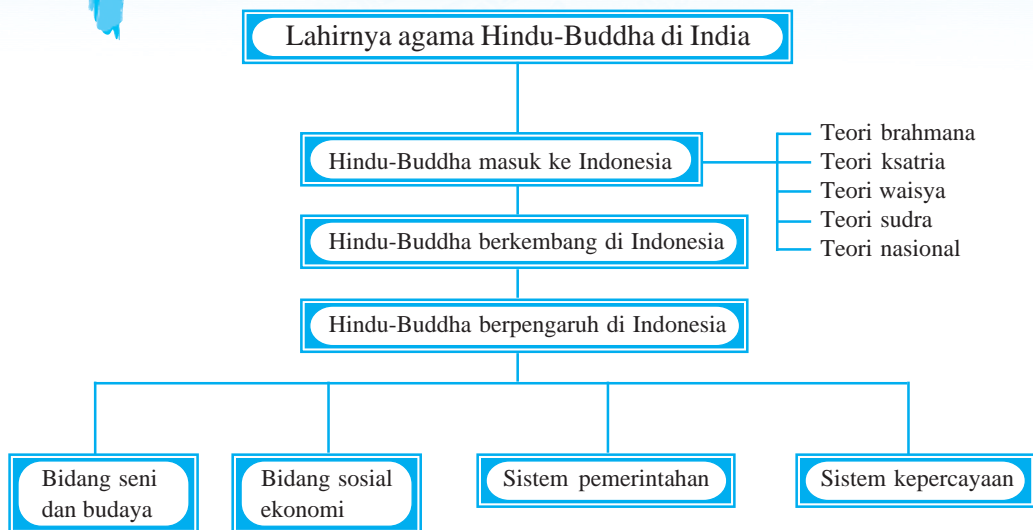 Lahirnya agama Hindu-Buddha di India
Hindu-Buddha masuk ke Indonesia
Teori brahmana
Teori ksatria
Teori waisya
Teori sudra
Teori nasional
Hindu-Buddha berkembang di Indonesia
Hindu-Buddha berpengaruh di Indonesia
Bidang seni
dan budaya
Bidang sosial
ekonomi
Sistem pemerintahan
Sistem kepercayaan